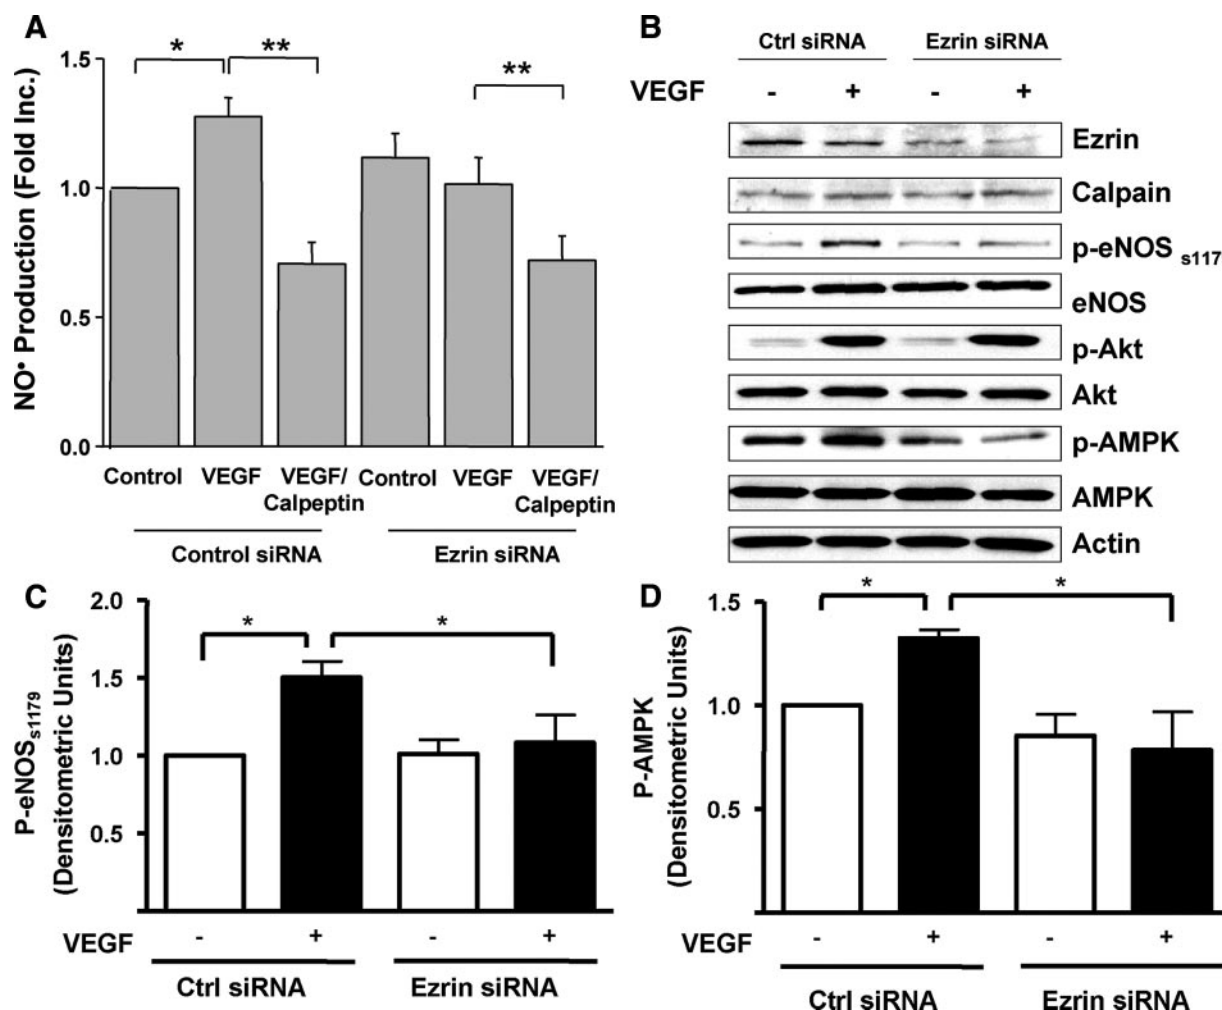 A
NO• Production (Fold Inc.)
1.5
1.0
0.5
0.0
*
**
**
Control
VEGF
VEGF/
Calpeptin
Control
VEGF
VEGF/
Calpeptin
Control siRNA
Ezrin siRNA
B
Ctrl siRNA
Ezrin siRNA
VEGF - + - +
Ezrin
Calpain
p-eNOS s117
eNOS
p-Akt
Akt
p-AMPK
AMPK
Actin
C
P-eNOSs1179
(Densitometric Units)
2.0
1.5
1.0
0.5
*
*
VEGF - + - +
Ctrl siRNA
Ezrin siRNA
D
P-AMPK
(Densitometric Units)
1.5
1.0
0.5
*
*
VEGF - + - +
Ctrl siRNA
Ezrin siRNA